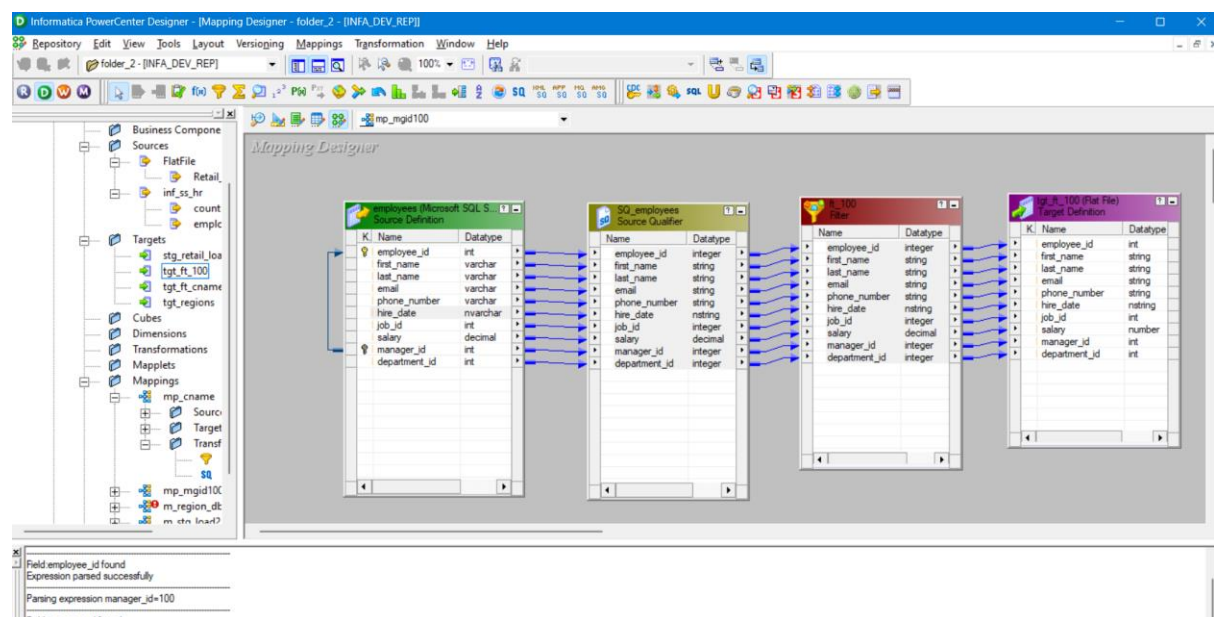 Informatica PowerCenter Designer - [Mapping Designer - folder_2 - [INFA_DEV_REP]]
Repository Edit View Tools Layout Versioning Mappings Transformation Window Help
folder_2 - [INFA_DEV_REP] 100%
mp_mgid100
Business Compone
Sources
FlatFile
Retail_
inf_ss_hr
count
emplc
Targets
stg_retail_loa
tgt_ft_100
tgt_ft_cname
tgt_regions
Cubes
Dimensions
Transformations
Mapplets
Mappings
mp_cname
Sourc
Target
Transf
SQ
mp_mgid10
m_region_dt
m_stg_load2
Mapping Designer
employees (Microsoft SQL S...
Source Definition
K. Name Datatype
employee_id int
first_name varchar
last_name varchar
email varchar
phone_number varchar
hire_date nvarchar
job_id int
salary decimal
manager_id int
department_id int
SQ_employees
Source Qualifier
Name Datatype
employee_id integer
first_name string
last_name string
email string
phone_number string
hire_date nstring
job_id integer
salary decimal
manager_id integer
department_id integer
ft_100
Filter
Name Datatype
employee_id integer
first_name string
last_name string
email string
phone_number string
hire_date nstring
job_id integer
salary decimal
manager_id integer
department_id integer
tgt_ft_100 (Flat File)
Target Definition
K. Name Datatype
employee_id int
first_name string
last_name string
email string
phone_number string
hire_date nstring
job_id int
salary number
manager_id int
department_id int
Field:employee_id found
Expression parsed successfully
Parsing expression manager_id=100